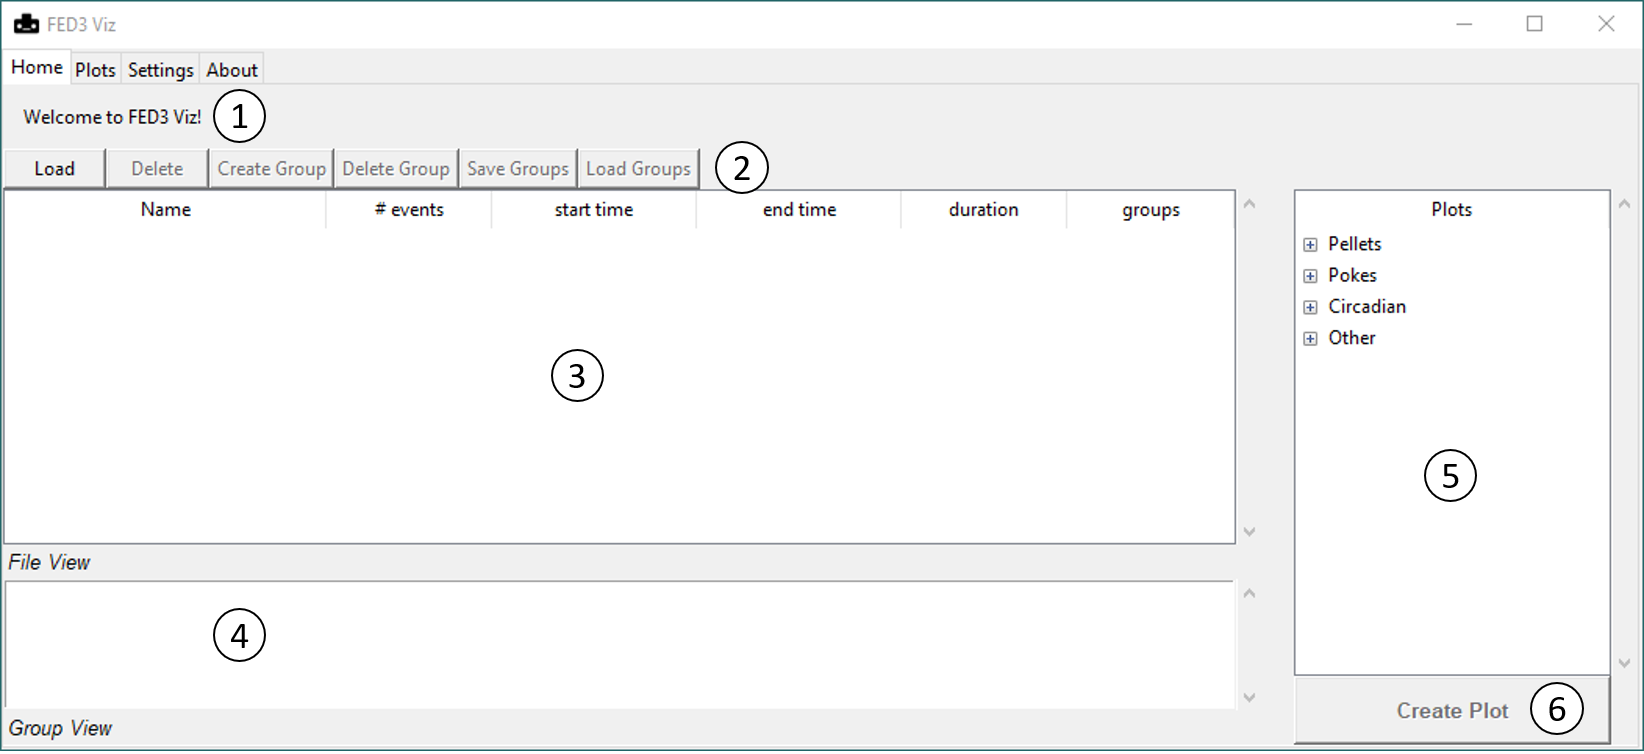 FED3 Viz
Home Plots Settings About
Welcome to FED3 Viz! 1
Load Delete Create Group Delete Group Save Groups Load Groups 2
Name # events start time end time duration groups
3
File View
4
Group View
Plots
Pellets
Pokes
Circadian
Other
5
Create Plot 6